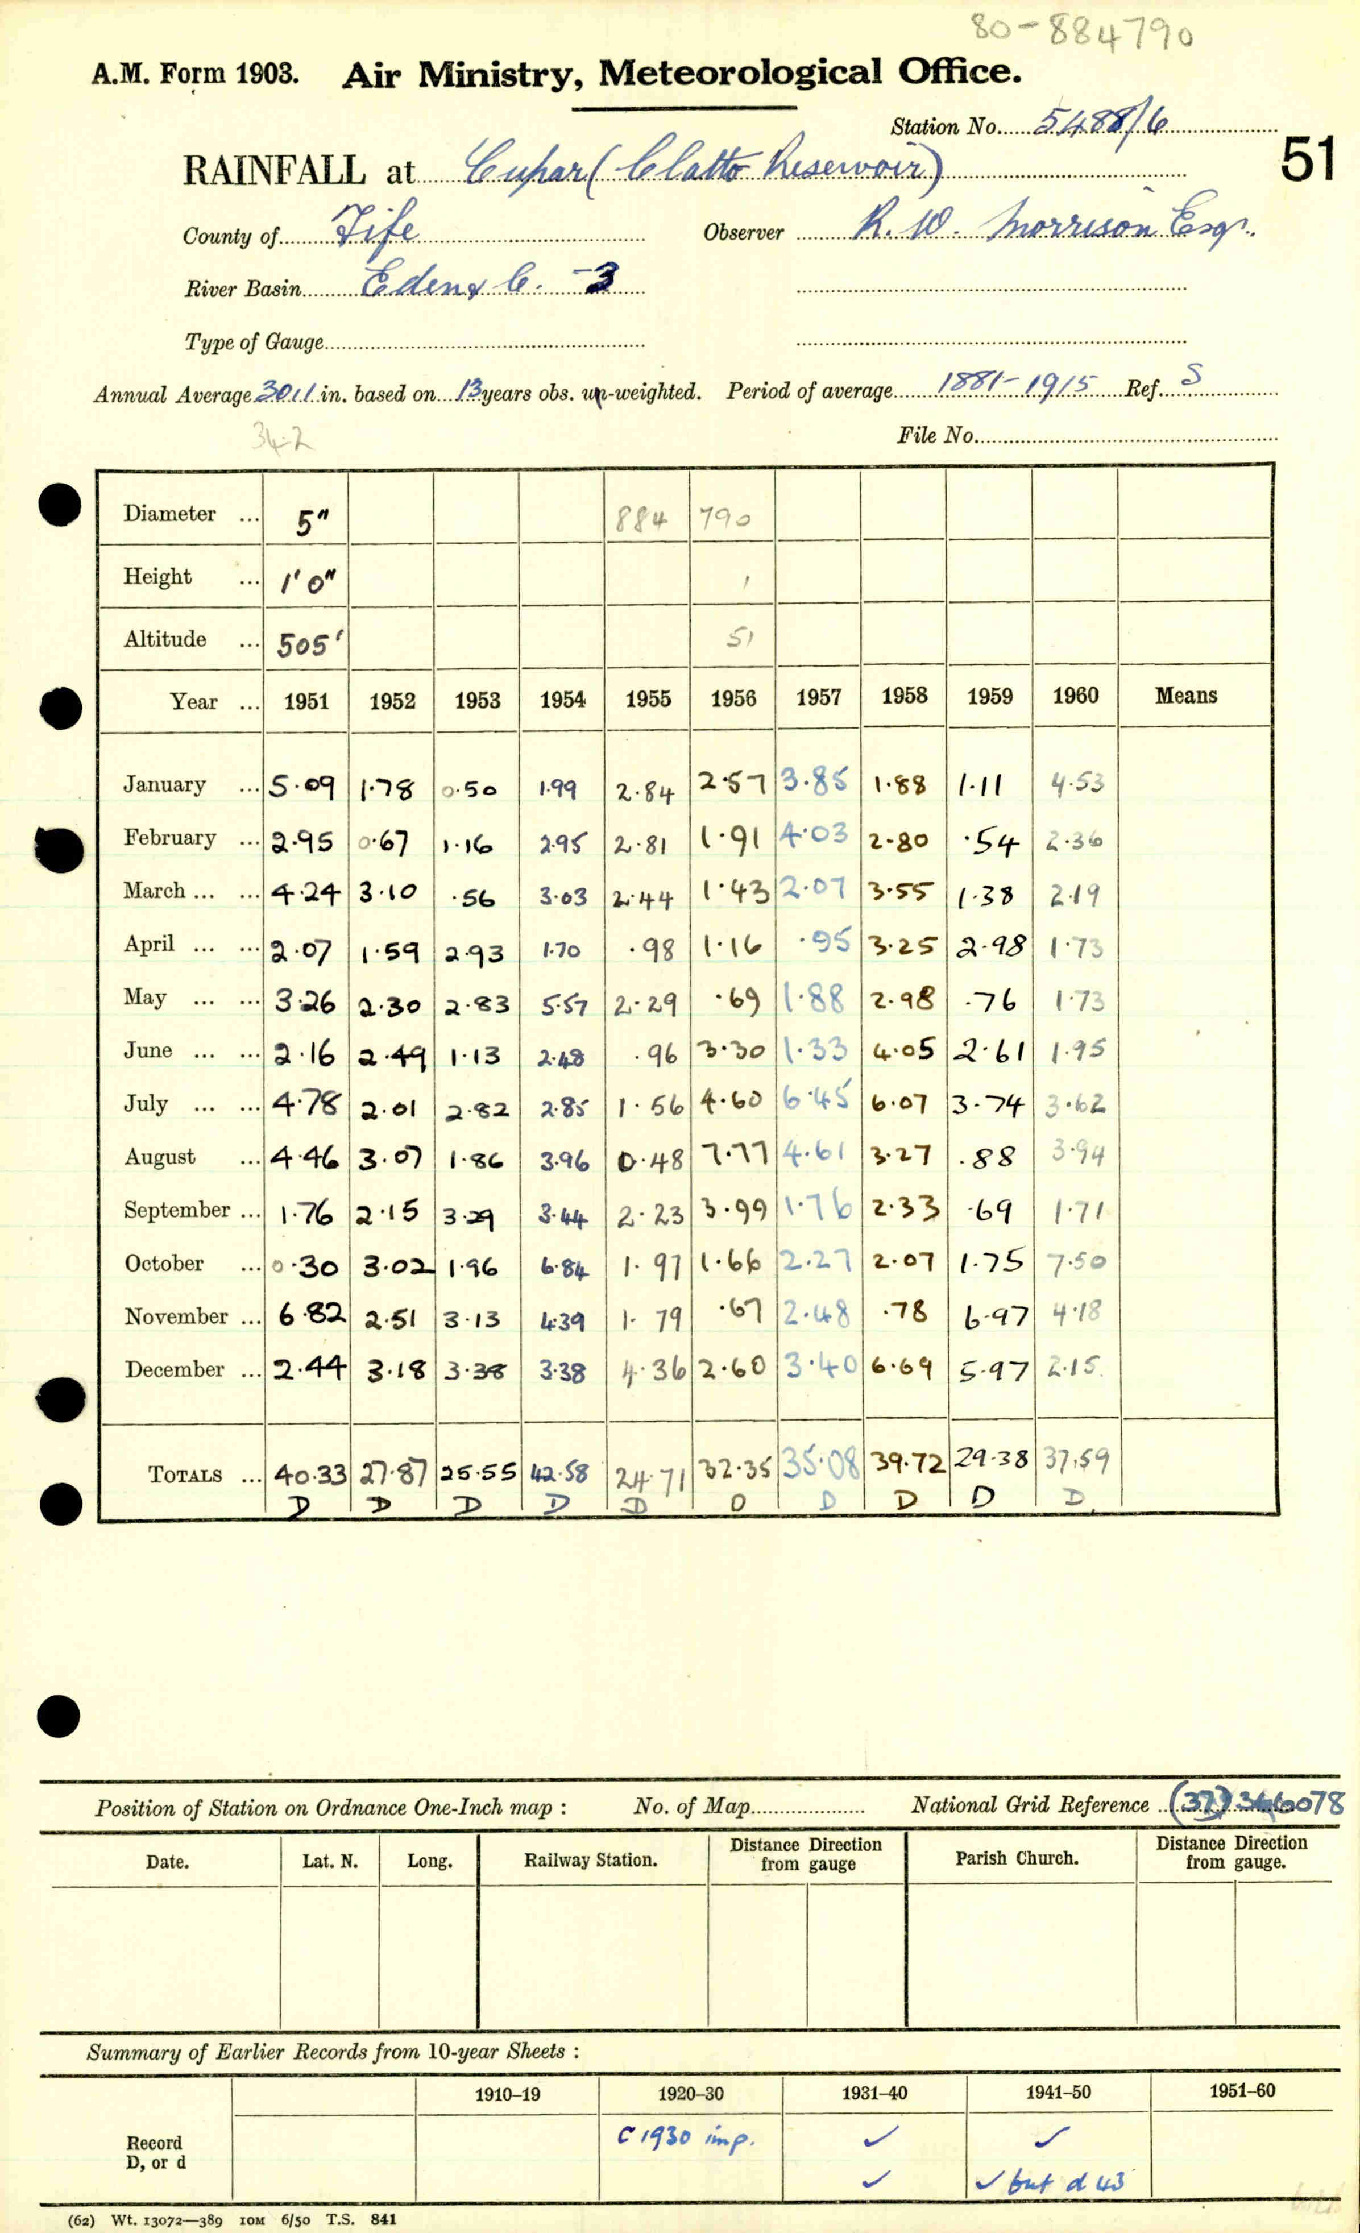 80-884790
A.M. Form 1903. Air Ministry, Meteorological Office.
Station No. 5488/6
51
RAINFALL at Cupar (Clatto Reservoir)
County of Fife Observer R. W. Morrison Esqr.
River Basin Eden & C. -3
Type of Gauge
Annual Average 30.1 in. based on 13 years obs. un-weighted. Period of average 1881-1915 Ref. S
34.2
File No.
Diameter ... 5" 884 790
Height ... 1' 0" 1
Altitude ... 505' 51
Year ... 1951 1952 1953 1954 1955 1956 1957 1958 1959 1960 Means
January ... 5.09 1.78 0.50 1.99 2.84 2.57 3.85 1.88 1.11 4.53
February ... 2.95 0.67 1.16 2.95 2.81 1.91 4.03 2.80 .54 2.36
March ... ... 4.24 3.10 .56 3.03 2.44 1.43 2.07 3.55 1.38 2.19
April ... ... 2.07 1.59 2.93 1.70 .98 1.16 .95 3.25 2.98 1.73
May ... ... 3.26 2.30 2.83 5.57 2.29 .69 1.88 2.98 .76 1.73
June ... ... 2.16 2.49 1.13 2.48 .96 3.30 1.33 4.05 2.61 1.95
July ... ... 4.78 2.01 2.82 2.85 1.56 4.60 6.45 6.07 3.74 3.62
August ... 4.46 3.07 1.86 3.96 0.48 7.77 4.61 3.27 .88 3.94
September ... 1.76 2.15 3.29 3.44 2.23 3.99 1.76 2.33 .69 1.71
October ... 0.30 3.02 1.96 6.84 1.97 1.66 2.27 2.07 1.75 7.50
November ... 6.82 2.51 3.13 4.39 1.79 .67 2.48 .78 6.97 4.18
December ... 2.44 3.18 3.38 3.38 4.36 2.60 3.40 6.69 5.97 2.15
TOTALS ... 40.33 27.87 25.55 42.58 24.71 32.35 35.08 39.72 29.38 37.59
D D D D D D D D D D
Position of Station on Ordnance One-Inch map : No. of Map National Grid Reference (37) 346078
Date. Lat. N. Long. Railway Station. Distance Direction from gauge Parish Church. Distance Direction from gauge.
Summary of Earlier Records from 10-year Sheets :
1910–19 1920–30 1931–40 1941–50 1951–60
Record C 1930 imp. ✓ ✓
D, or d ✓ ✓ but d 43
(62) Wt. 13072—389 10M 6/50 T.S. 841